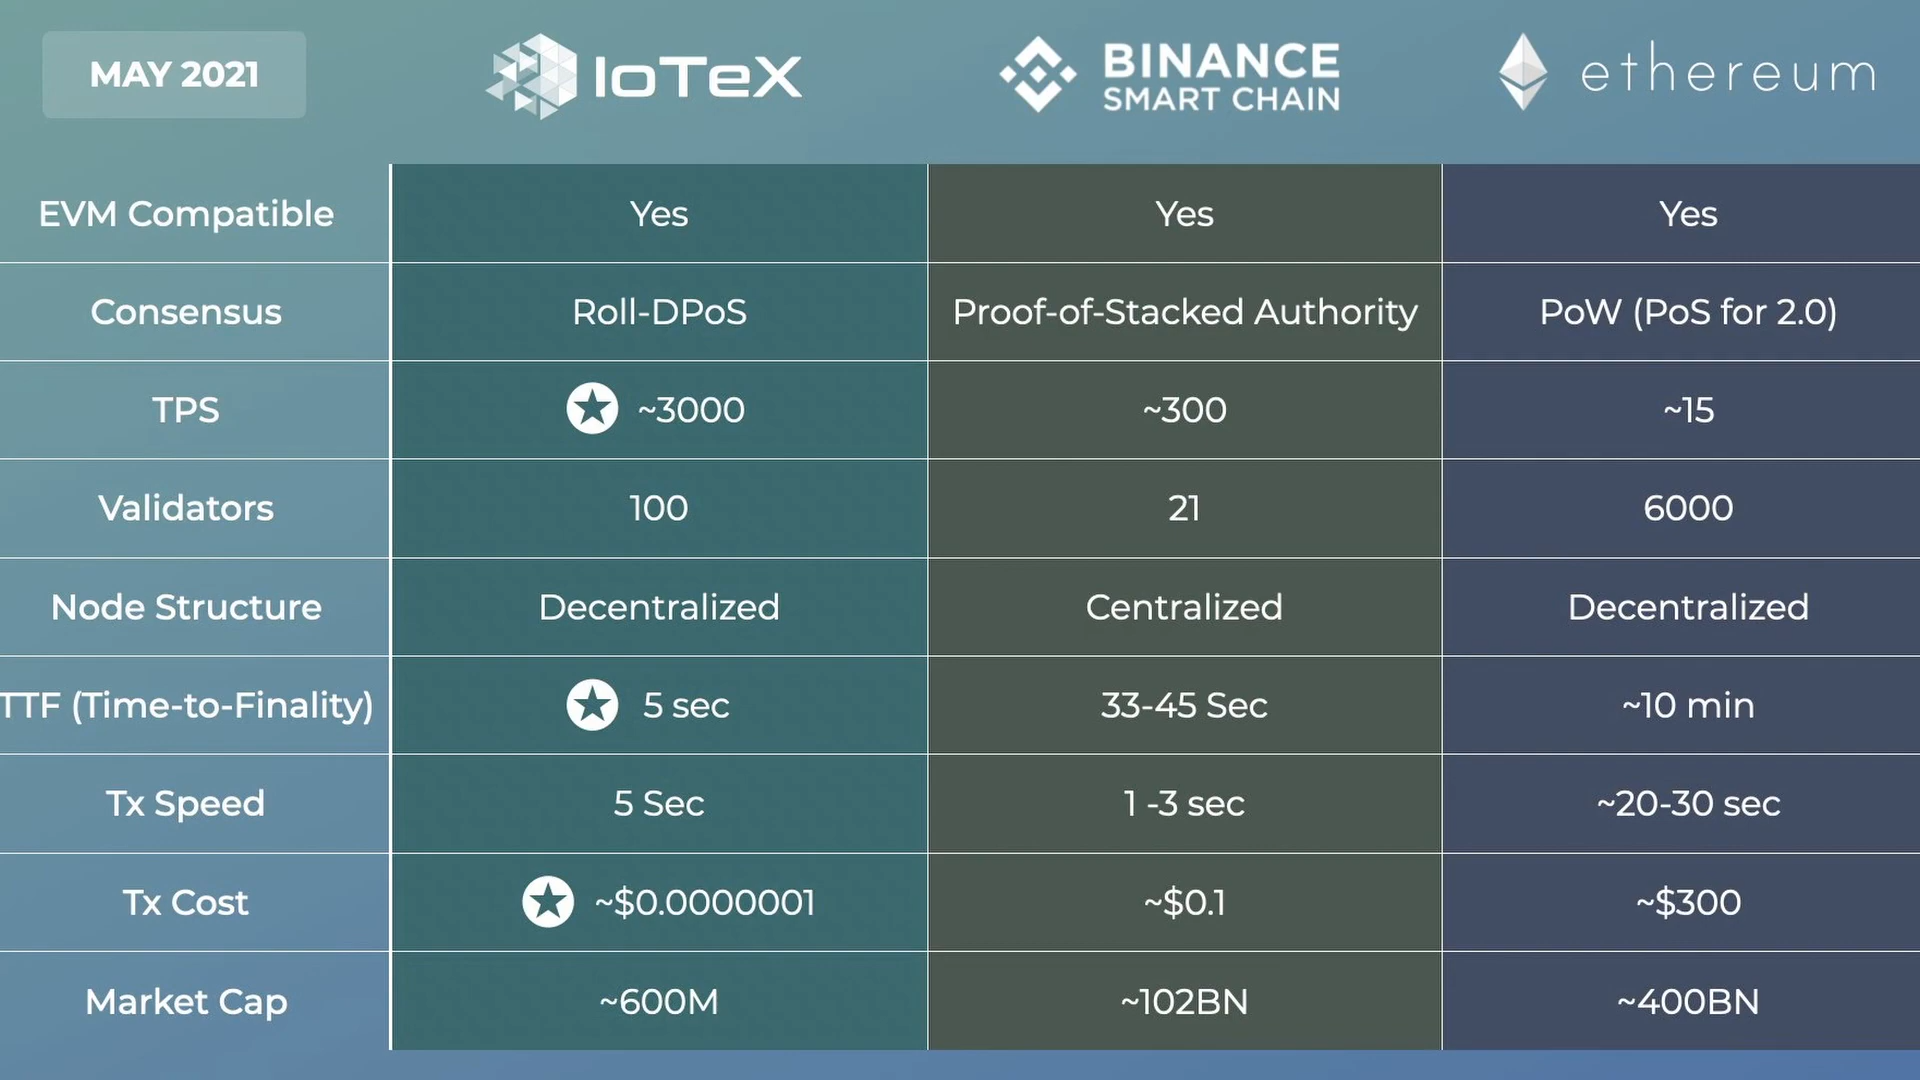 MAY 2021 IoTeX BINANCE SMART CHAIN ethereum
EVM Compatible Yes Yes Yes
Consensus Roll-DPoS Proof-of-Stacked Authority PoW (PoS for 2.0)
TPS ~3000 ~300 ~15
Validators 100 21 6000
Node Structure Decentralized Centralized Decentralized
TTF (Time-to-Finality) 5 sec 33-45 Sec ~10 min
Tx Speed 5 Sec 1 -3 sec ~20-30 sec
Tx Cost ~$0.0000001 ~$0.1 ~$300
Market Cap ~600M ~102BN ~400BN